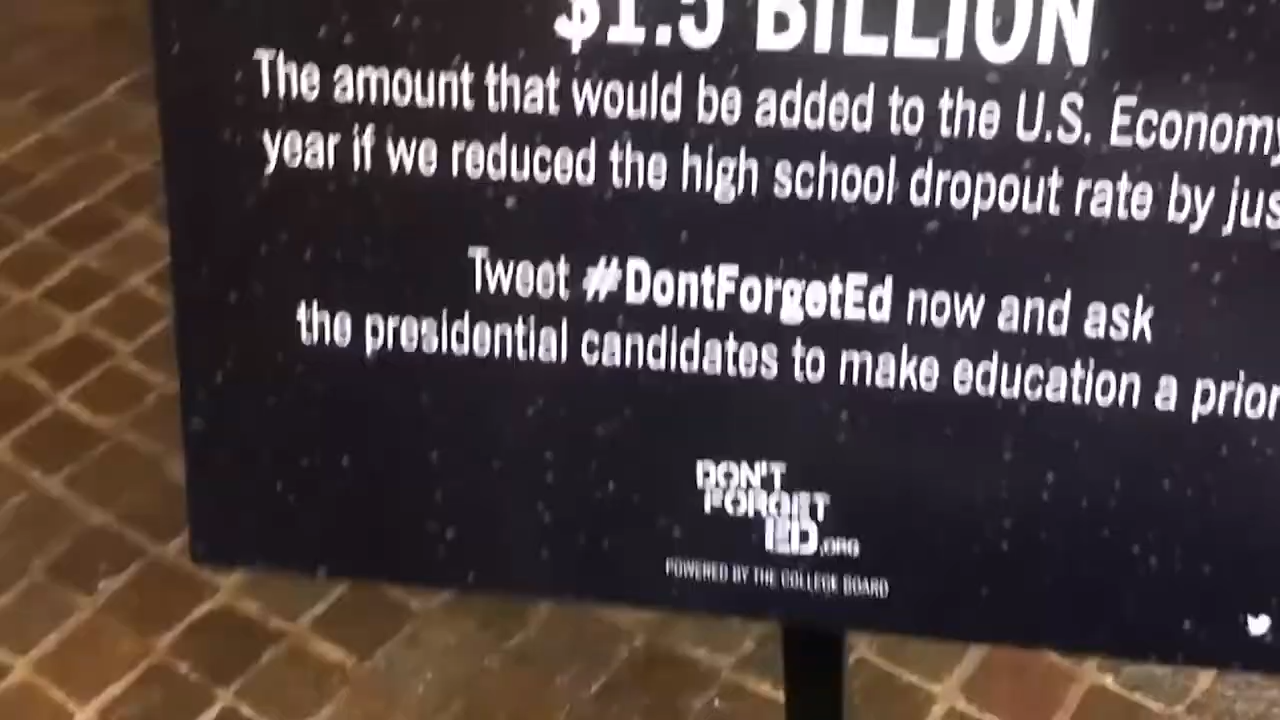 $1.5 BILLION
The amount that would be added to the U.S. Economy
year if we reduced the high school dropout rate by
Tweet #DontForgetEd now and ask
the presidential candidates to make education a
DON'T
FORGET
ED.ORG
POWERED BY THE COLLEGE BOARD